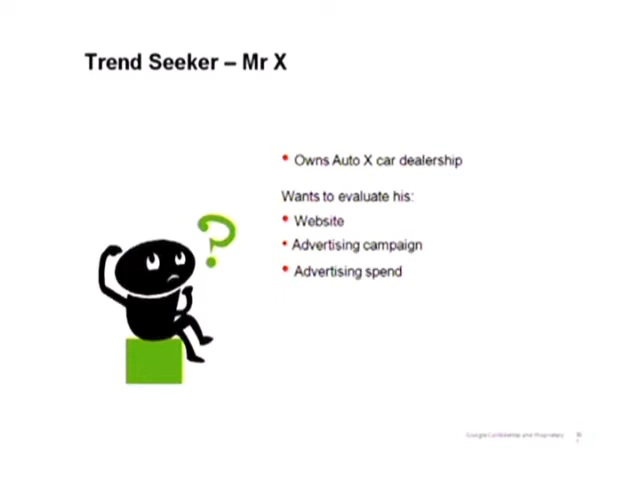 Trend Seeker – Mr X
• Owns Auto X car dealership
Wants to evaluate his:
• Website
• Advertising campaign
• Advertising spend
?
Google Confidential and Proprietary